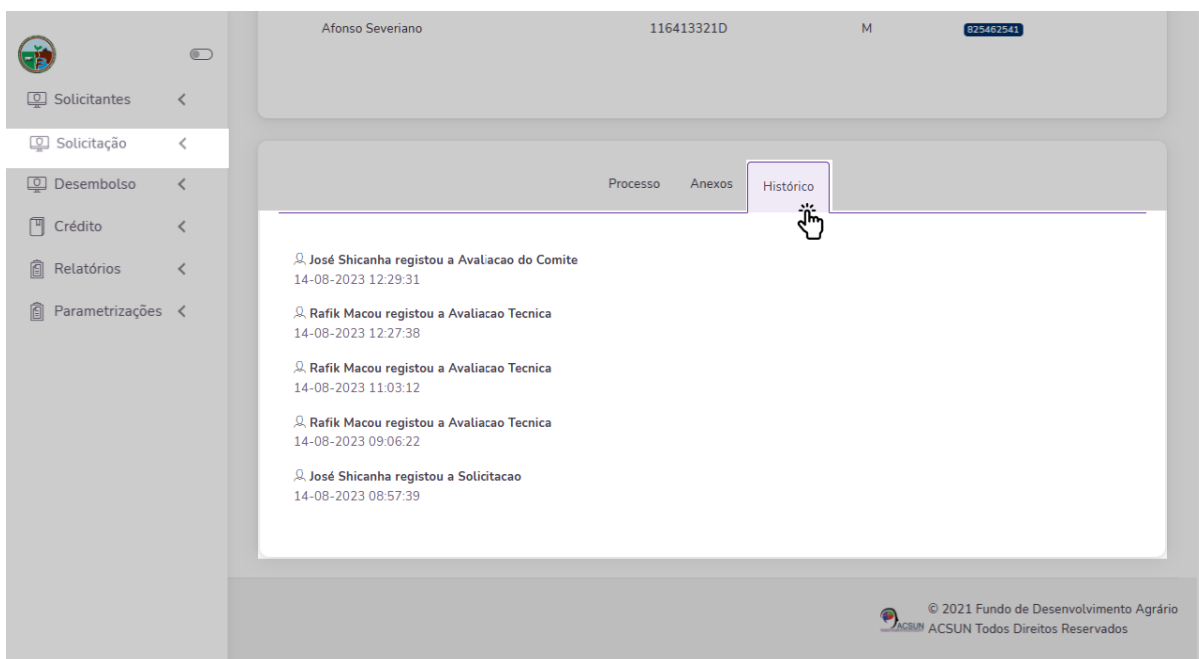 Afonso Severiano 116413321D M 825462541
Solicitantes
Solicitação
Desembolso
Crédito
Relatórios
Parametrizações
Processo Anexos Histórico
José Shicanha registou a Avaliacao do Comite
14-08-2023 12:29:31
Rafik Macou registou a Avaliacao Tecnica
14-08-2023 12:27:38
Rafik Macou registou a Avaliacao Tecnica
14-08-2023 11:03:12
Rafik Macou registou a Avaliacao Tecnica
14-08-2023 09:06:22
José Shicanha registou a Solicitacao
14-08-2023 08:57:39
© 2021 Fundo de Desenvolvimento Agrário
ACSUN ACSUN Todos Direitos Reservados